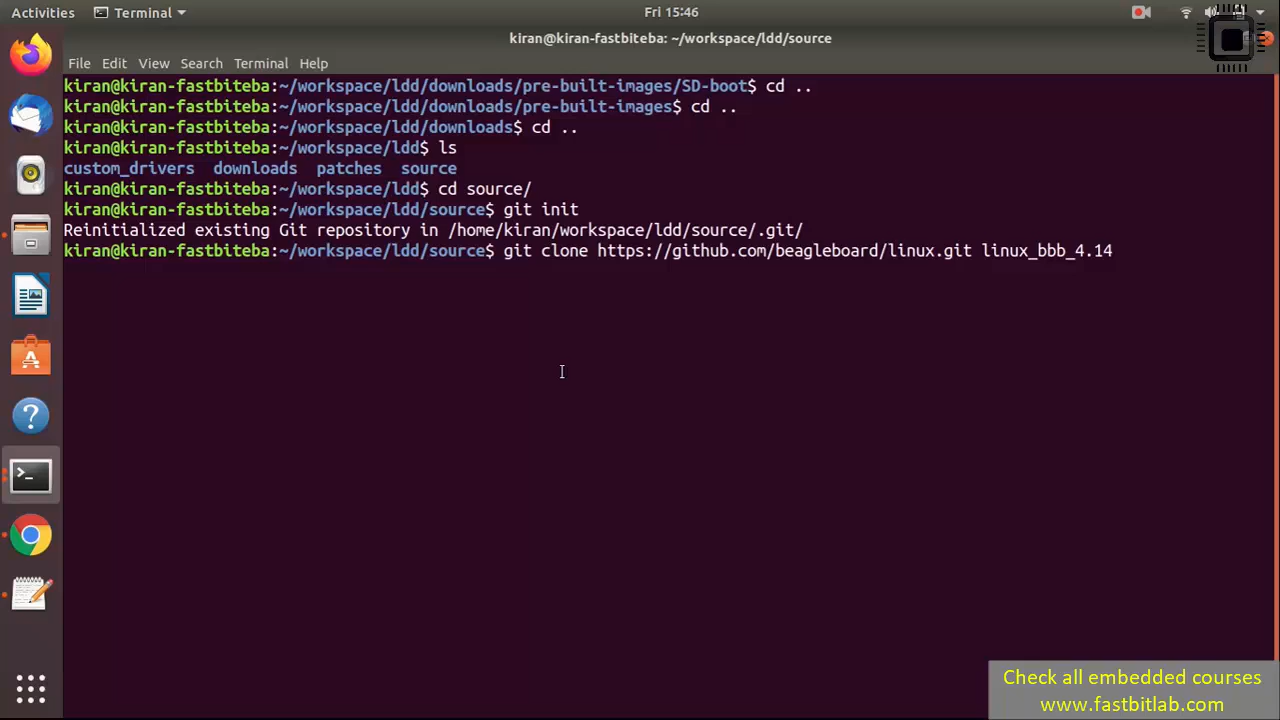 Activities Terminal Fri 15:46
kiran@kiran-fastbiteba: ~/workspace/ldd/source
File Edit View Search Terminal Help
kiran@kiran-fastbiteba:~/workspace/ldd/downloads/pre-built-images/SD-boot$ cd ..
kiran@kiran-fastbiteba:~/workspace/ldd/downloads/pre-built-images$ cd ..
kiran@kiran-fastbiteba:~/workspace/ldd/downloads$ cd ..
kiran@kiran-fastbiteba:~/workspace/ldd$ ls
custom_drivers downloads patches source
kiran@kiran-fastbiteba:~/workspace/ldd$ cd source/
kiran@kiran-fastbiteba:~/workspace/ldd/source$ git init
Reinitialized existing Git repository in /home/kiran/workspace/ldd/source/.git/
kiran@kiran-fastbiteba:~/workspace/ldd/source$ git clone https://github.com/beagleboard/linux.git linux_bbb_4.14
Check all embedded courses
www.fastbitlab.com